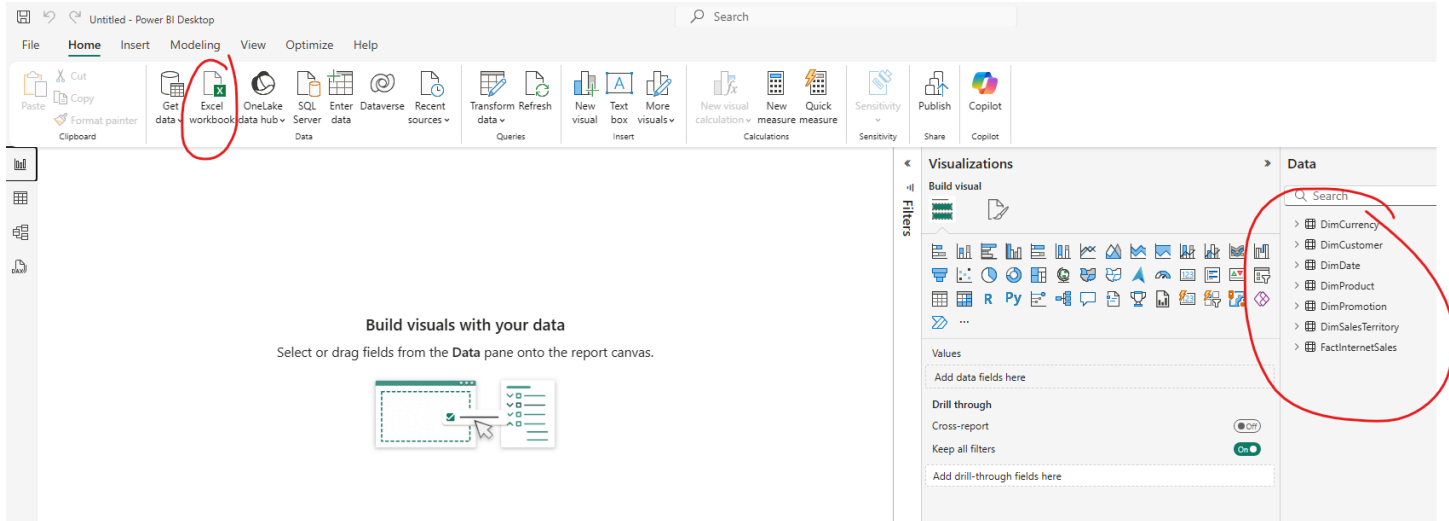 Untitled - Power BI Desktop
Search
File Home Insert Modeling View Optimize Help
Paste
Cut
Copy
Format painter
Clipboard
Get data
Excel workbook
OneLake data hub
SQL Server
Enter data
Dataverse
Recent sources
Data
Transform data
Refresh
Queries
New visual
Text box
More visuals
Insert
New visual calculation
New measure
Quick measure
Calculations
Sensitivity
Sensitivity
Publish
Share
Copilot
Copilot
Build visuals with your data
Select or drag fields from the Data pane onto the report canvas.
Filters
Visualizations
Build visual
123
R
Py
123
...
Values
Add data fields here
Drill through
Cross-report
Off
Keep all filters
On
Add drill-through fields here
Data
Search
DimCurrency
DimCustomer
DimDate
DimProduct
DimPromotion
DimSalesTerritory
FactInternetSales